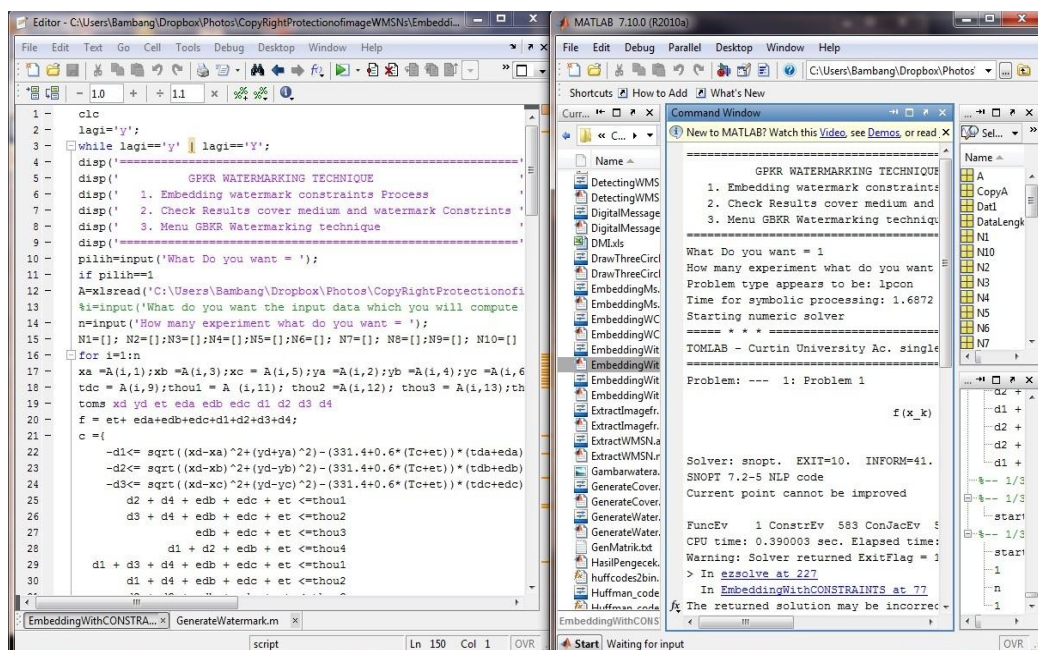 Editor - C:\Users\Bambang\Dropbox\Photos\CopyRightProtectionofimageWMSNs\Embeddi...
File Edit Text Go Cell Tools Debug Desktop Window Help
- 1.0 + ÷ 1.1 ×
1 - clc
2 - lagi='y';
3 - while lagi=='y' | lagi=='Y';
4 - disp('=========================================================='
5 - disp(' GPKR WATERMARKING TECHNIQUE '
6 - disp(' 1. Embedding watermark constraints Process '
7 - disp(' 2. Check Results cover medium and watermark Constrints '
8 - disp(' 3. Menu GBKR Watermarking technique '
9 - disp('=========================================================='
10 - pilih=input('What Do you want = ');
11 - if pilih==1
12 - A=xlsread('C:\Users\Bambang\Dropbox\Photos\CopyRightProtectionofi
13 %i=input('What do you want the input data which you will compute
14 - n=input('How many experiment what do you want = ');
15 - N1=[]; N2=[];N3=[];N4=[];N5=[];N6=[]; N7=[]; N8=[];N9=[]; N10=[]
16 - for i=1:n
17 - xa =A(i,1);xb =A(i,3);xc = A(i,5);ya =A(i,2);yb =A(i,4);yc =A(i,6
18 - tdc = A(i,9);thou1 = A (i,11); thou2 =A(i,12); thou3 = A(i,13);th
19 - toms xd yd et eda edb edc d1 d2 d3 d4
20 - f = et+ eda+edb+edc+d1+d2+d3+d4;
21 - c ={
22 -d1<= sqrt((xd-xa)^2+(yd+ya)^2)-(331.4+0.6*(Tc+et))*(tda+eda)
23 -d2<= sqrt((xd-xb)^2+(yd-yb)^2)-(331.4+0.6*(Tc+et))*(tdb+edb)
24 -d3<= sqrt((xd-xc)^2+(yd-yc)^2)-(331.4+0.6*(Tc+et))*(tdc+edc)
25 d2 + d4 + edb + edc + et <=thou1
26 d3 + d4 + edb + edc + et <=thou2
27 edb + edc + et <=thou3
28 d1 + d2 + edb + et <=thou4
29 d1 + d3 + d4 + edb + et <=thou1
30 d1 + d4 + edb + et <=thou2
EmbeddingWithCONSTRA... × GenerateWatermark.m ×
script Ln 150 Col 1 OVR
MATLAB 7.10.0 (R2010a)
File Edit Debug Parallel Desktop Window Help
C:\Users\Bambang\Dropbox\Photos'
Shortcuts How to Add What's New
Curr...
« C...
Name
DetectingWMS
DetectingWMS
DigitalMessage
DigitalMessage
DMI.xls
DrawThreeCircl
DrawThreeCircl
EmbeddingMs.
EmbeddingMs.
EmbeddingWC
EmbeddingWC
EmbeddingWit
EmbeddingWit
EmbeddingWit
EmbeddingWit
EmbeddingWit
ExtractImagefr.
ExtractImagefr.
ExtractWMSN.a
ExtractWMSN.r
Gambarwatera.
GenerateCover.
GenerateCover.
GenerateWater.
GenerateWater.
GenMatrik.txt
HasilPengecek.
huffcodes2bin.
Huffman_code
Huffman_code
EmbeddingWithCONS
Command Window
New to MATLAB? Watch this Video, see Demos, or read
==========================================
GPKR WATERMARKING TECHNIQUE
1. Embedding watermark constraints
2. Check Results cover medium and
3. Menu GBKR Watermarking techniqu
==========================================
What Do you want = 1
How many experiment what do you want
Problem type appears to be: lpcon
Time for symbolic processing: 1.6872
Starting numeric solver
===== * * * =====================
TOMLAB - Curtin University Ac. single
=====================================
Problem: --- 1: Problem 1
f(x_k)
Solver: snopt. EXIT=10. INFORM=41.
SNOPT 7.2-5 NLP code
Current point cannot be improved
FuncEv 1 ConstrEv 583 ConJacEv 5
CPU time: 0.390003 sec. Elapsed time:
Warning: Solver returned ExitFlag = 1
> In ezsolve at 227
In EmbeddingWithCONSTRAINTS at 77
fx The returned solution may be incorrec
Sel...
Name
A
CopyA
Dat1
DataLengk
N1
N10
N2
N3
N4
N5
N6
N7
d2 +
d1 +
d2 +
d2 +
d1 +
%-- 1/3
%-- 1/3
start
%-- 1/3
start
1
n
1
Start Waiting for input OVR